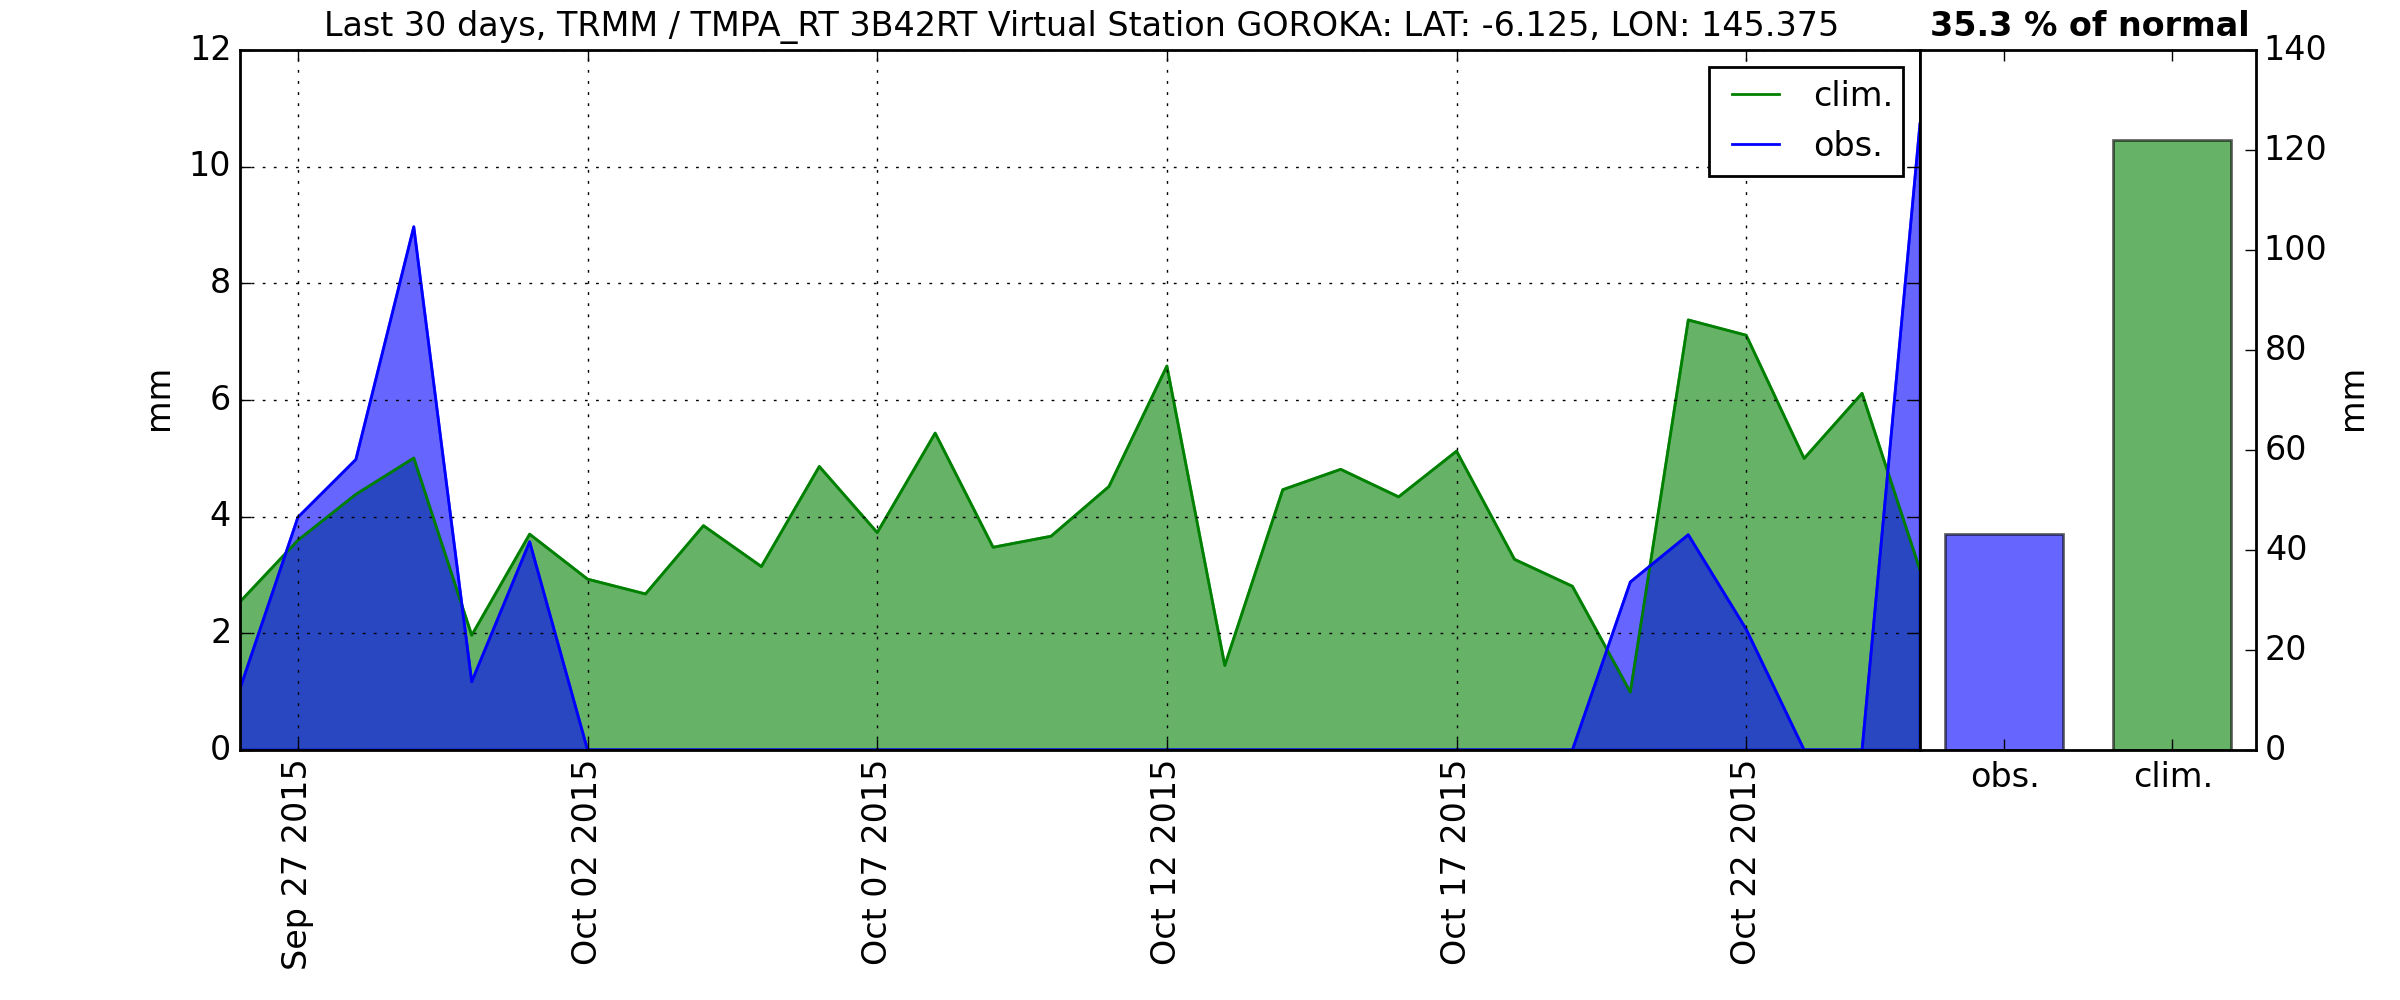 Last 30 days, TRMM / TMPA_RT 3B42RT Virtual Station GOROKA: LAT: -6.125, LON: 145.375
35.3 % of normal
12
10
8
6
4
2
0
mm
clim.
obs.
140
120
100
80
60
40
20
0
mm
Sep 27 2015
Oct 02 2015
Oct 07 2015
Oct 12 2015
Oct 17 2015
Oct 22 2015
obs.
clim.